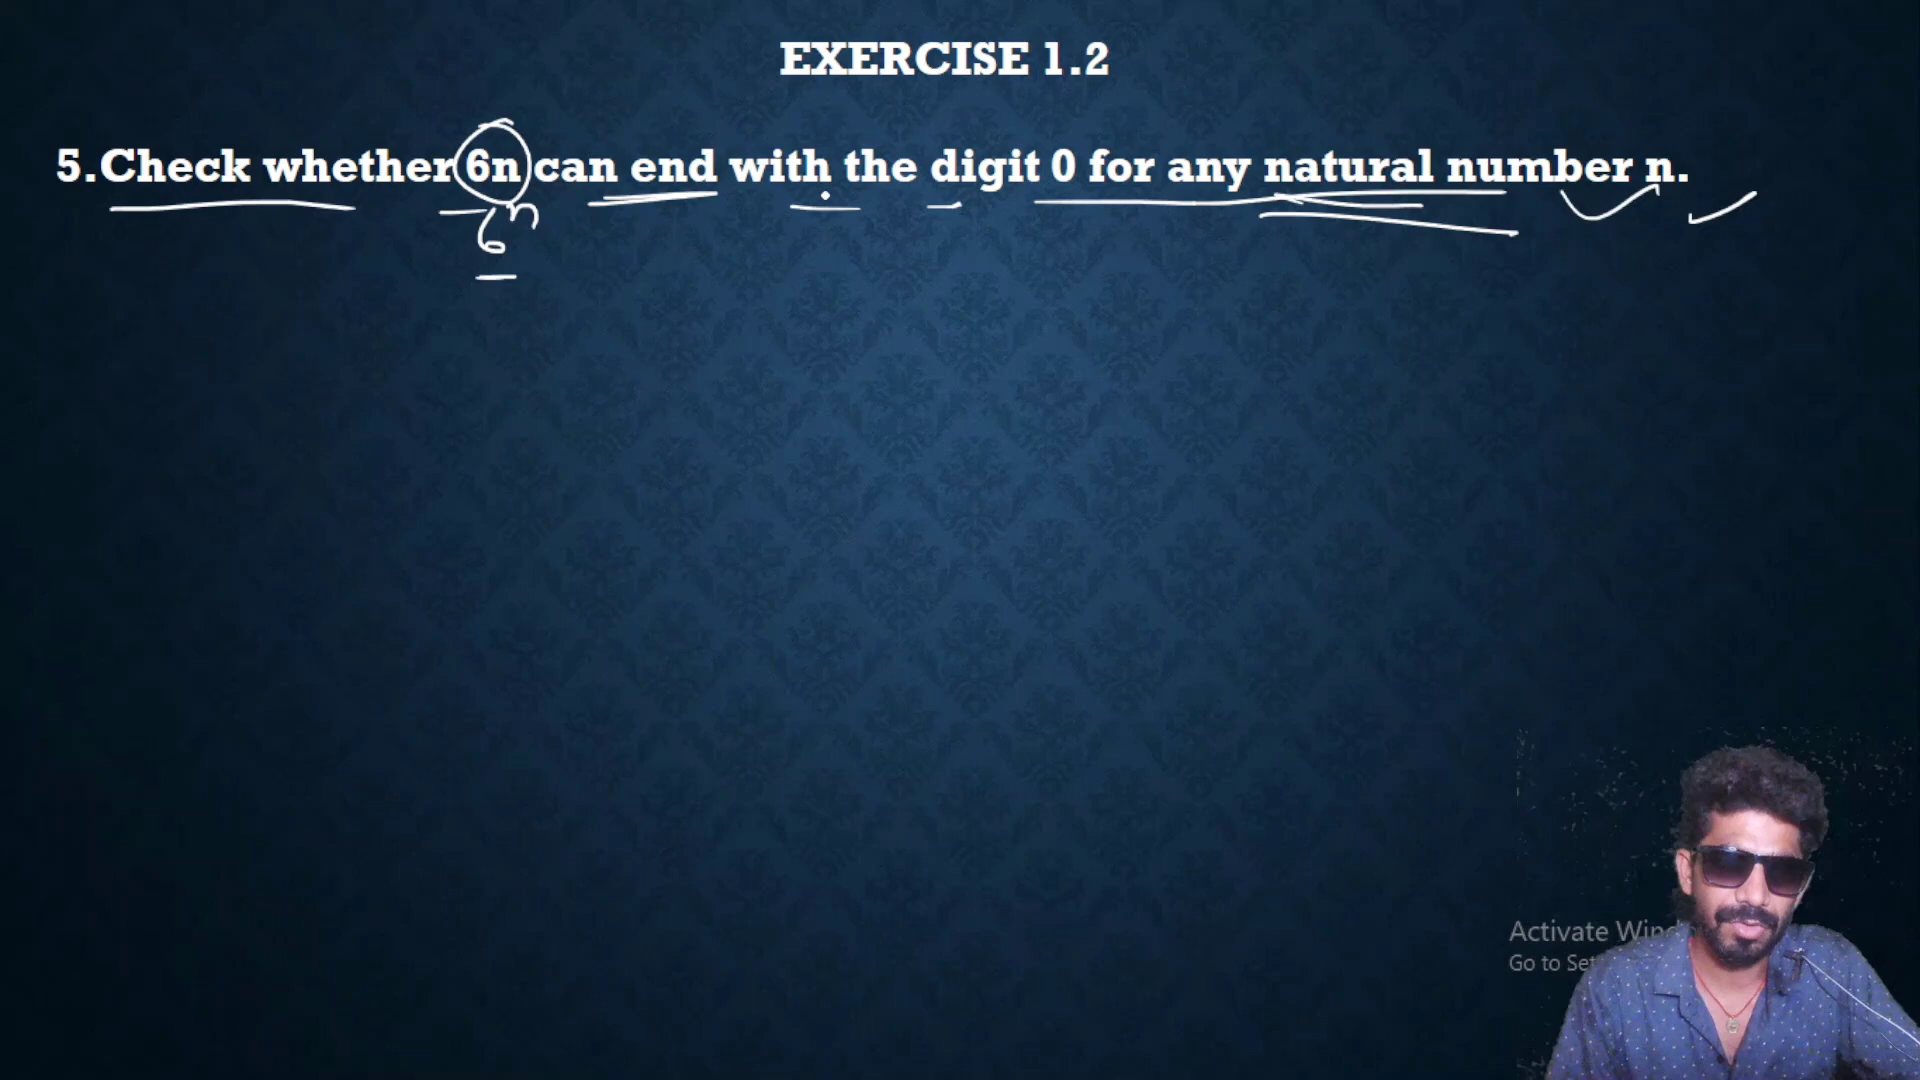 EXERCISE 1.2
5.Check whether 6n can end with the digit 0 for any natural number n.
6ⁿ
Activate Win
Go to Set